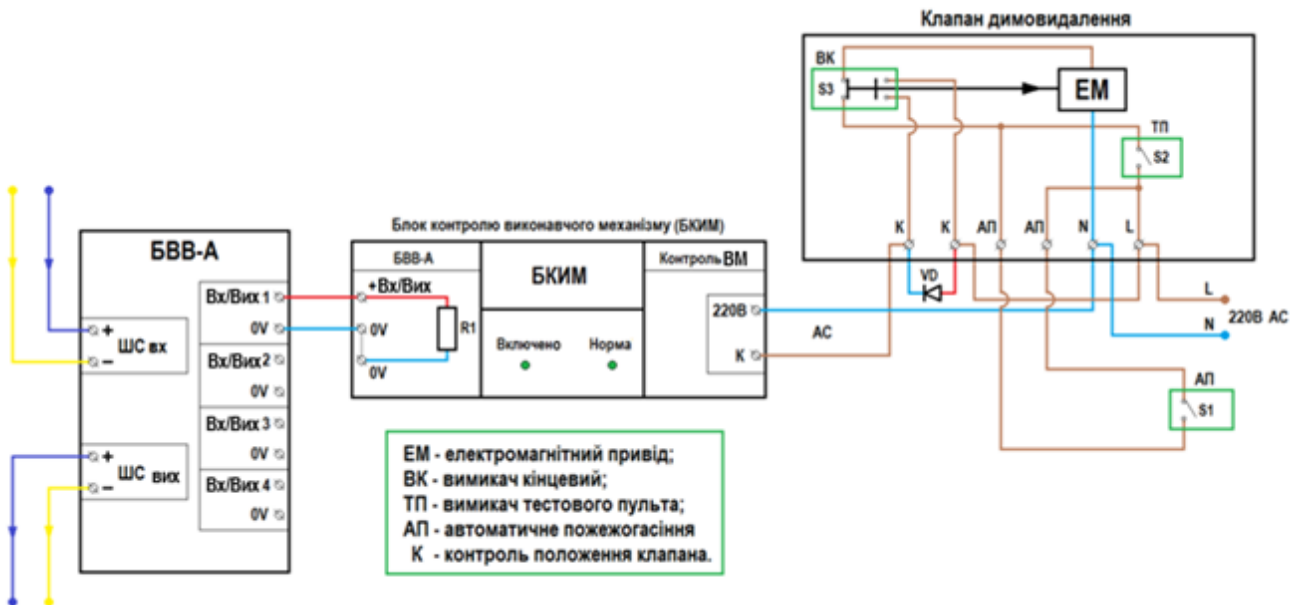 Клапан димовидалення
ВК
S3
ЕМ
ТП
S2
К
К
АП
АП
N
L
VD
БВВ-А
Вх/Вих 1
0V
Вх/Вих 2
0V
Вх/Вих 3
0V
Вх/Вих 4
0V
+
ШС вх
−
+
ШС вих
−
Блок контролю виконавчого механізму (БКИМ)
БВВ-А
+Вх/Вих
0V
0V
R1
БКИМ
Включено
Норма
Контроль ВМ
220В
К
АС
L
N
220В АС
АП
S1
ЕМ - електромагнітний привід;
ВК - вимикач кінцевий;
ТП - вимикач тестового пульта;
АП - автоматичне пожежогасіння
К - контроль положення клапана.